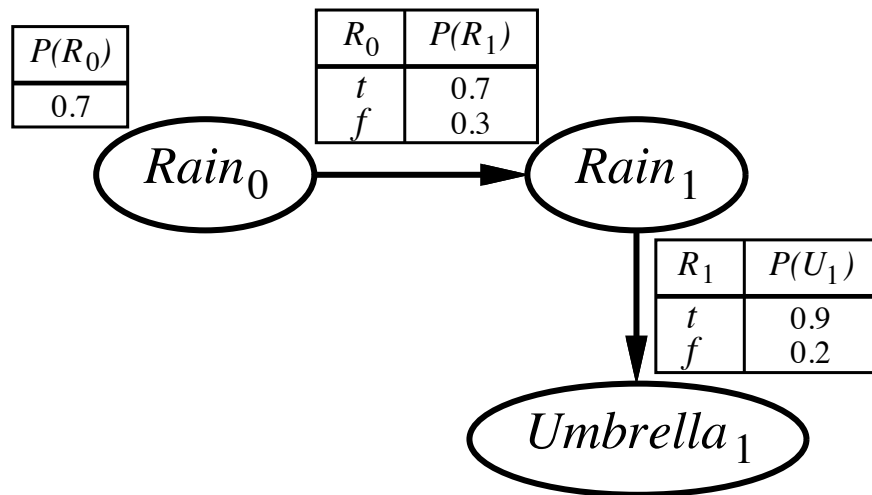 P(R0)
0.7
R0 P(R1)
t 0.7
f 0.3
Rain0
Rain1
R1 P(U1)
t 0.9
f 0.2
Umbrella1